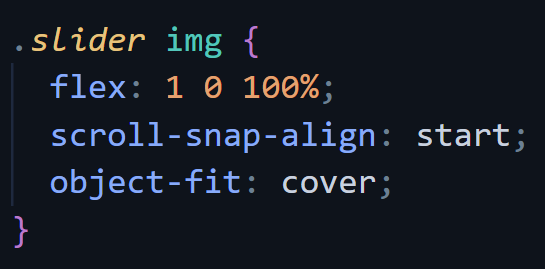 .slider img {
  flex: 1 0 100%;
  scroll-snap-align: start;
  object-fit: cover;
}